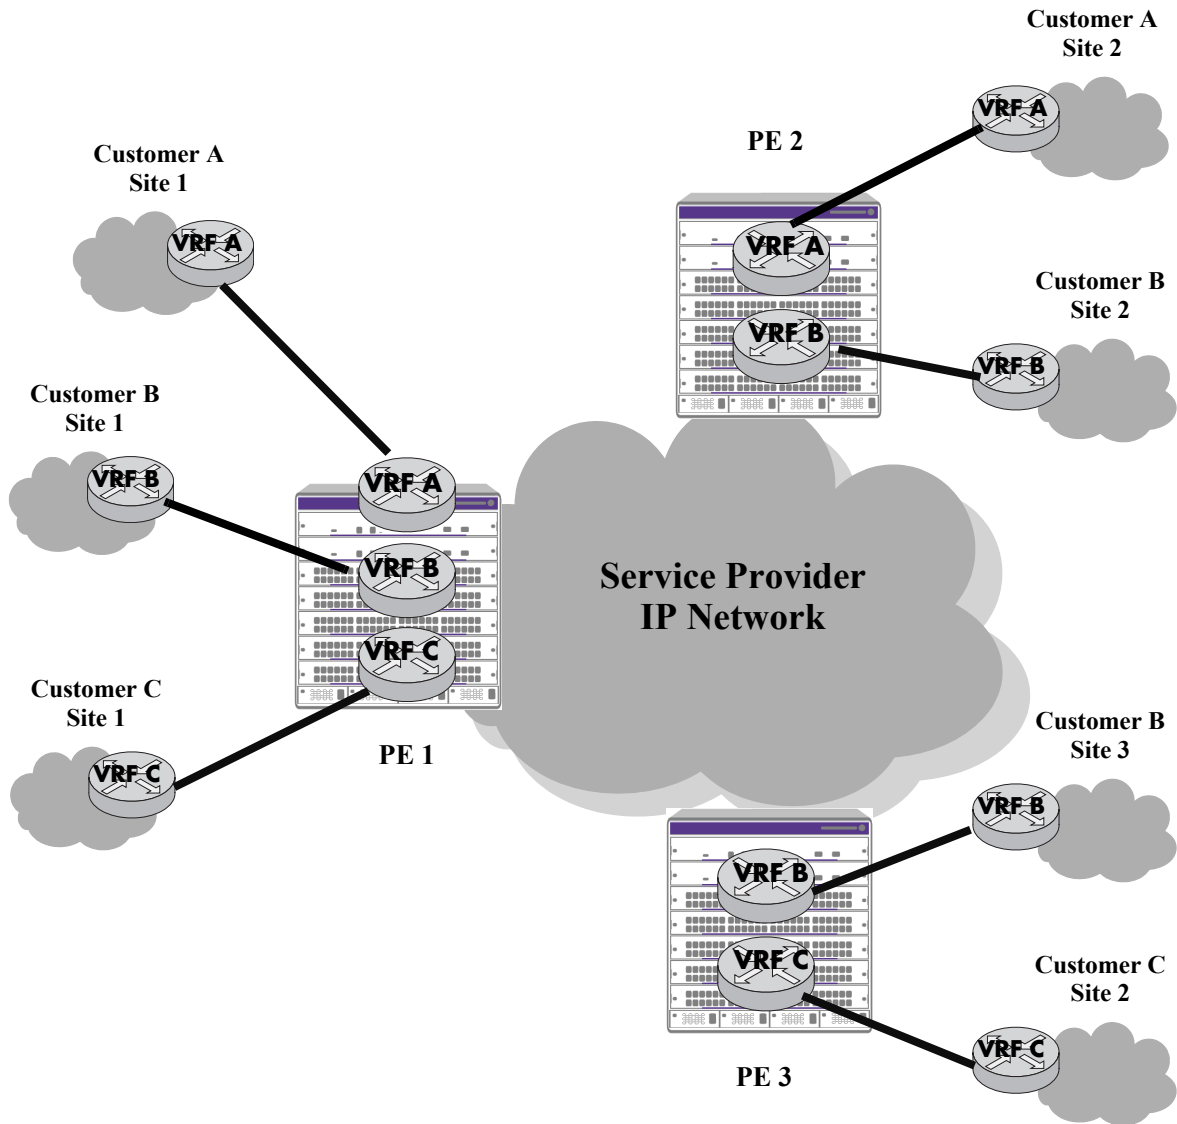 Customer A
Site 2
VRF A
PE 2
Customer A
Site 1
VRF A
VRF A
Customer B
Site 2
VRF B
VRF B
Customer B
Site 1
VRF B
VRF A
VRF B
VRF C
Service Provider
IP Network
Customer C
Site 1
VRF C
PE 1
Customer B
Site 3
VRF B
VRF B
VRF C
Customer C
Site 2
VRF C
PE 3